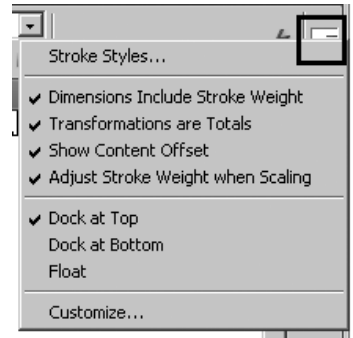 Stroke Styles...
Dimensions Include Stroke Weight
Transformations are Totals
Show Content Offset
Adjust Stroke Weight when Scaling
Dock at Top
Dock at Bottom
Float
Customize...